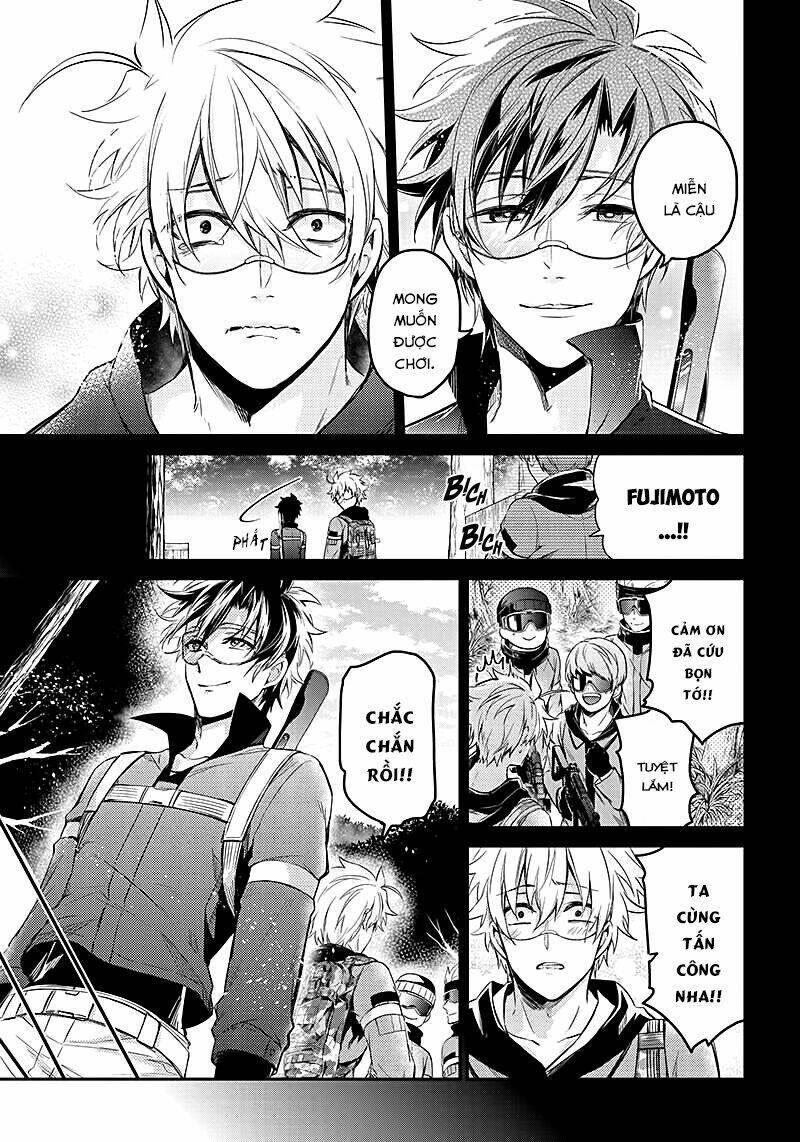 MIỄN
LÀ CẬU
MONG
MUỐN
ĐƯỢC
CHƠI.
FUJIMOTO
...!!
BỊCH
BỊCH
PHẤT
CẢM ƠN
ĐÃ CỨU
BỌN
TỚ!!
TUYỆT
LẮM!
CHẮC
CHẮN
RỒI!!
TA
CÙNG
TẤN
CÔNG
NHA!!